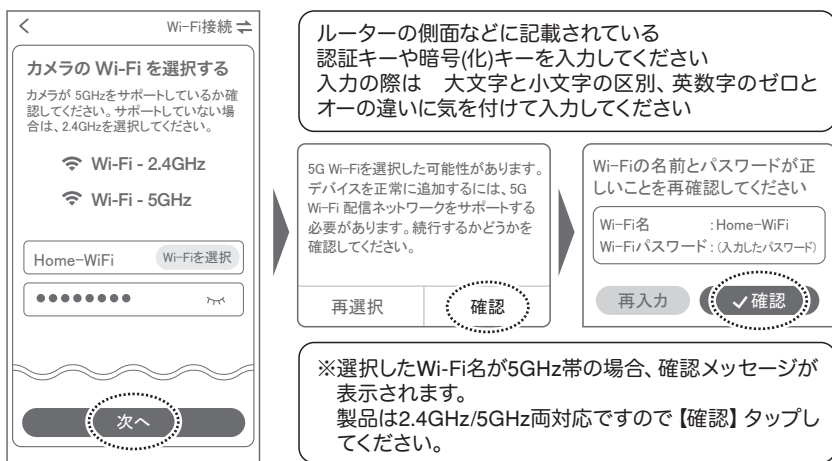 Wi-Fi接続
カメラの Wi-Fi を選択する
カメラが 5GHzをサポートしているか確
認してください。サポートしていない場
合は、2.4GHzを選択してください。
Wi-Fi - 2.4GHz
Wi-Fi - 5GHz
Home-WiFi Wi-Fiを選択
●●●●●●●●
次へ
ルーターの側面などに記載されている
認証キーや暗号(化)キーを入力してください
入力の際は 大文字と小文字の区別、英数字のゼロと
オーの違いに気を付けて入力してください
5G Wi-Fiを選択した可能性があります。
デバイスを正常に追加するには、5G
Wi-Fi 配信ネットワークをサポートする
必要があります。続行するかどうかを
確認してください。
再選択 確認
Wi-Fiの名前とパスワードが正
しいことを再確認してください
Wi-Fi名 :Home-WiFi
Wi-Fiパスワード:(入力したパスワード)
再入力 ✓確認
※選択したWi-Fi名が5GHz帯の場合、確認メッセージが
表示されます。
製品は2.4GHz/5GHz両対応ですので【確認】タップし
てください。